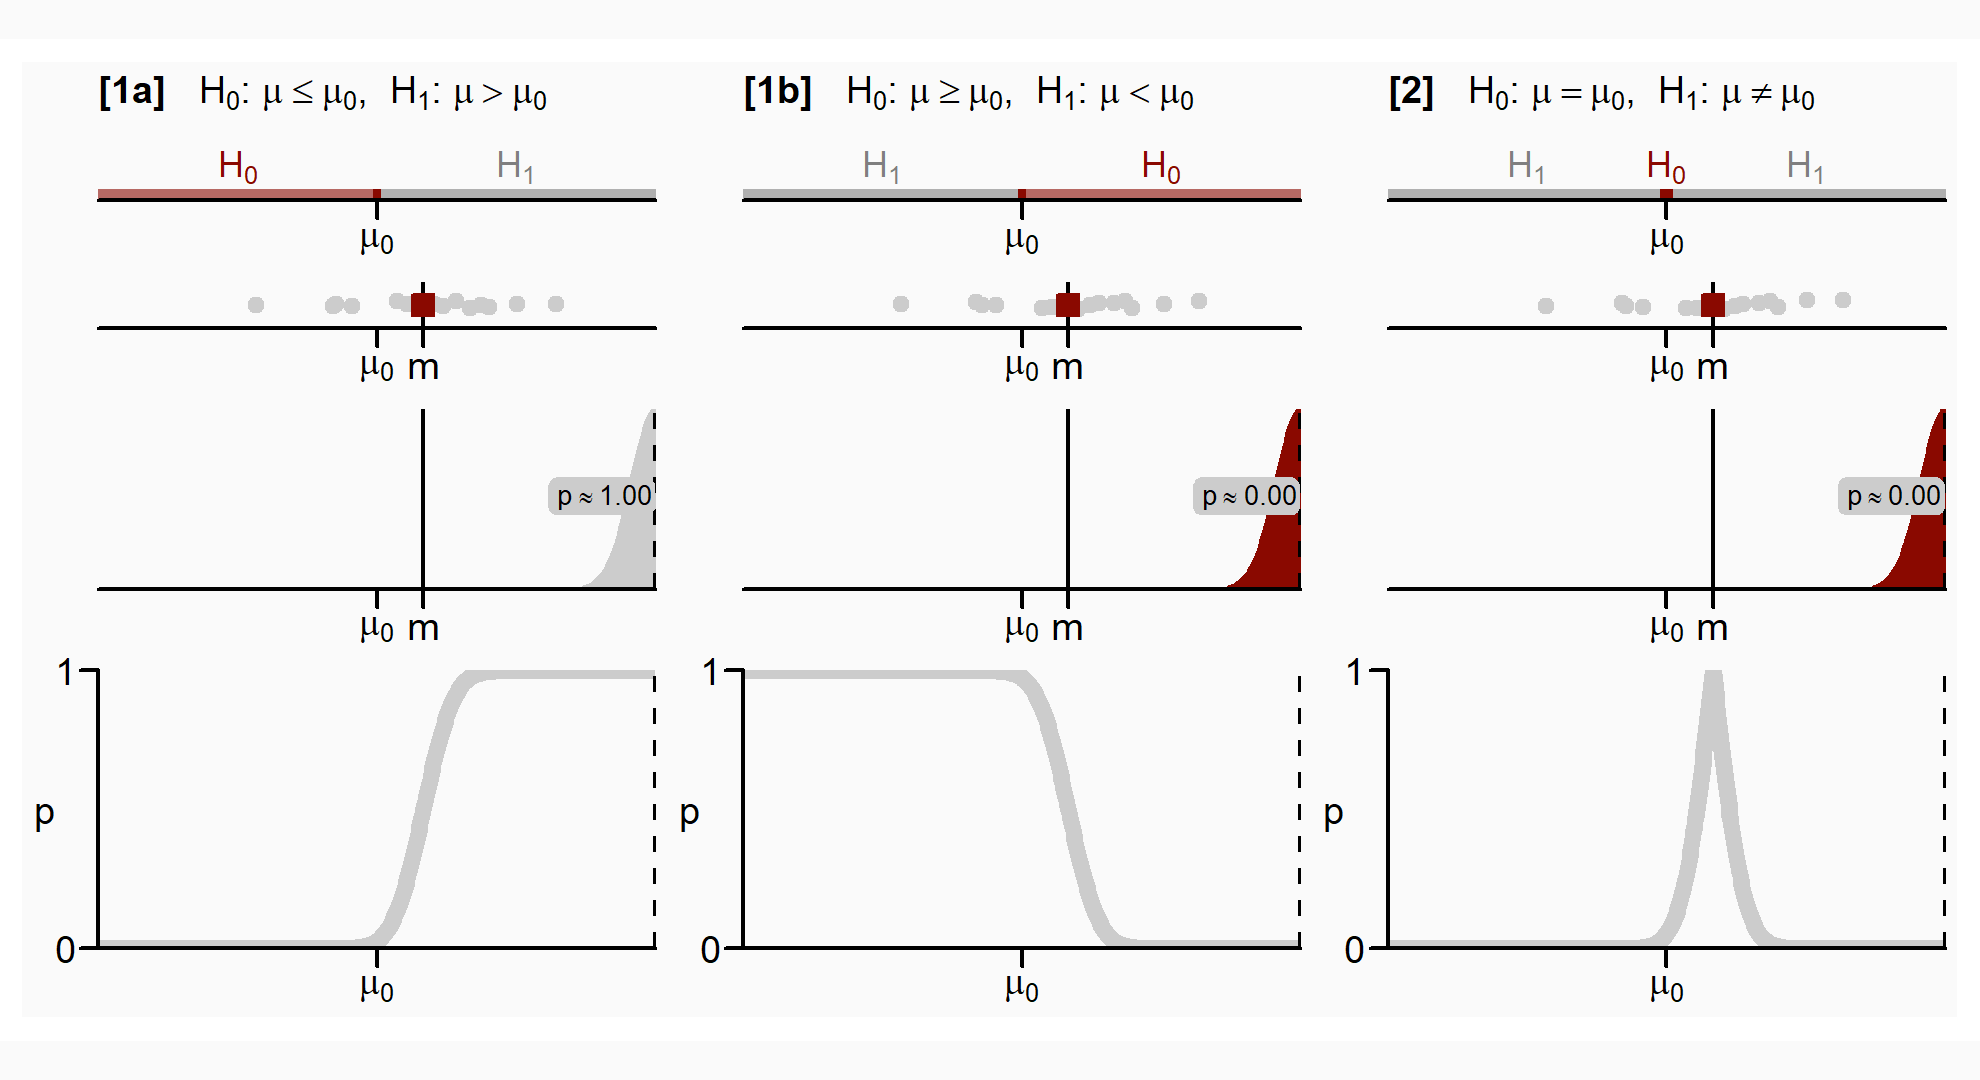 [1a] H₀: μ ≤ μ₀, H₁: μ > μ₀
H₀ H₁
μ₀
μ₀ m
p ≈ 1.00
μ₀ m
1
p
0
μ₀
[1b] H₀: μ ≥ μ₀, H₁: μ < μ₀
H₁ H₀
μ₀
μ₀ m
p ≈ 0.00
μ₀ m
1
p
0
μ₀
[2] H₀: μ = μ₀, H₁: μ ≠ μ₀
H₁ H₀ H₁
μ₀
μ₀ m
p ≈ 0.00
μ₀ m
1
p
0
μ₀